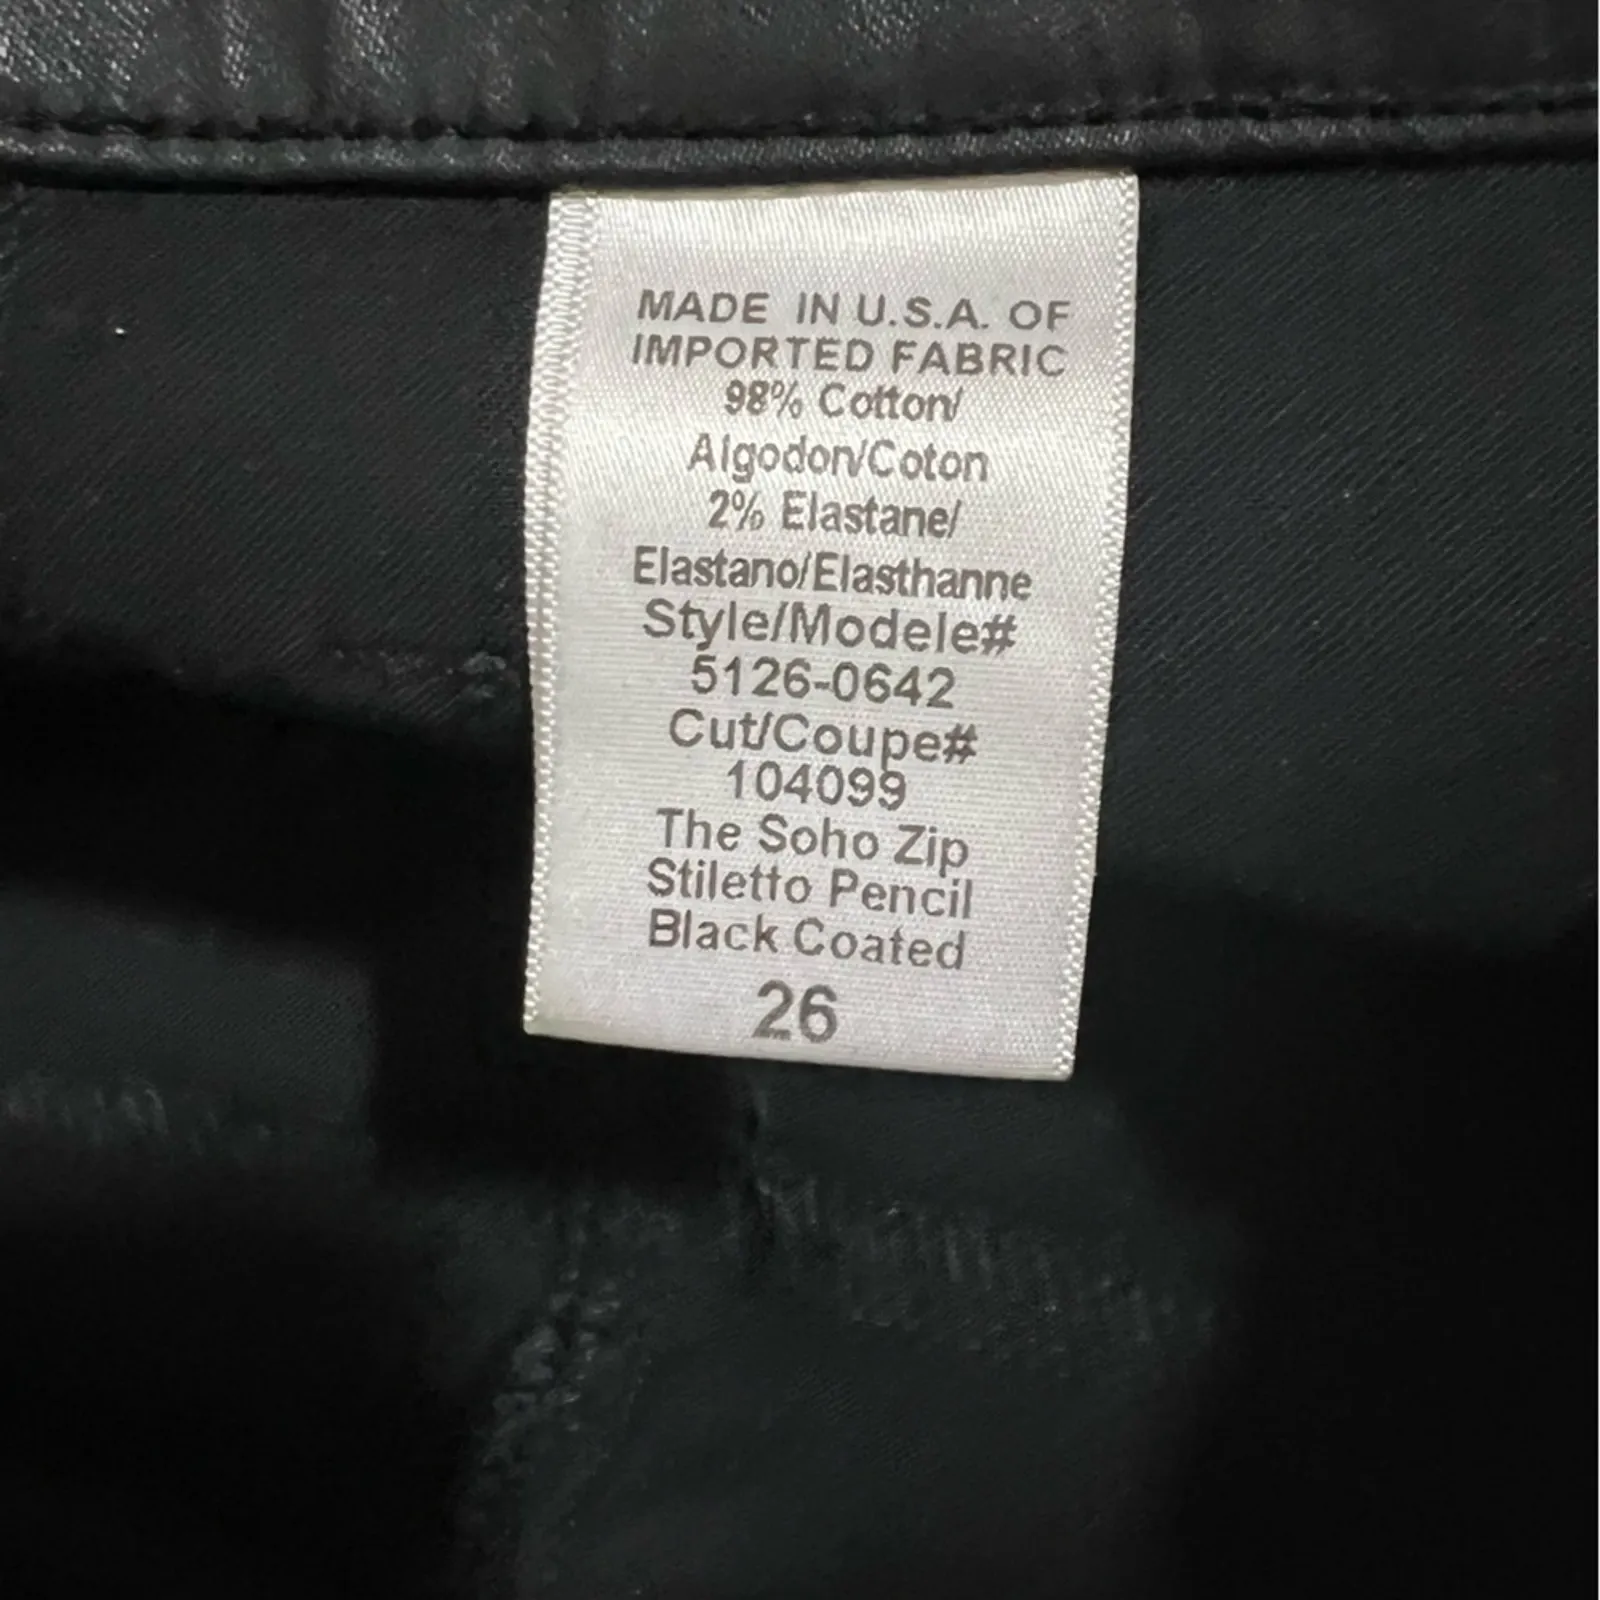 MADE IN U.S.A. OF
IMPORTED FABRIC
98% Cotton/
Algodon/Coton
2% Elastane/
Elastano/Elasthanne
Style/Modele#
5126-0642
Cut/Coupe#
104099
The Soho Zip
Stiletto Pencil
Black Coated
26